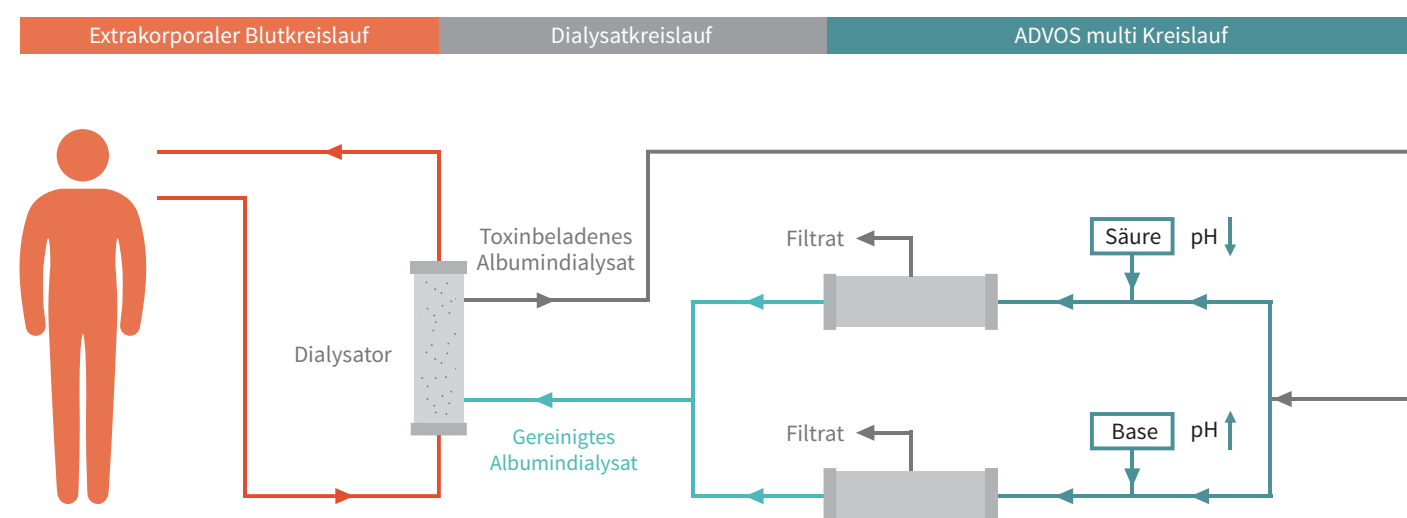 Extrakorporaler Blutkreislauf
Dialysatkreislauf
ADVOS multi Kreislauf
Toxinbeladenes
Albumindialysat
Filtrat
Säure
pH
Dialysator
Gereinigtes
Albumindialysat
Filtrat
Base
pH